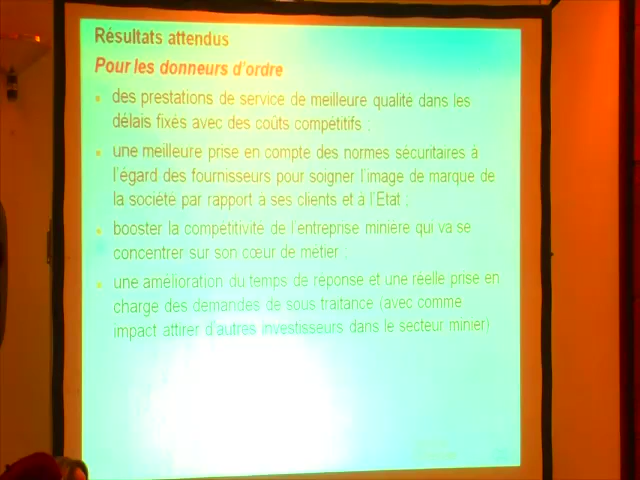 Résultats attendus
Pour les donneurs d'ordre
des prestations de service de meilleure qualité dans les
délais fixés avec des coûts compétitifs ;
une meilleure prise en compte des normes sécuritaires à
l'égard des fournisseurs pour soigner l'image de marque de
la société par rapport à ses clients et à l'Etat ;
booster la compétitivité de l'entreprise minière qui va se
concentrer sur son cœur de métier ;
une amélioration du temps de réponse et une réelle prise en
charge des demandes de sous traitance (avec comme
impact attirer d'autres investisseurs dans le secteur minier)